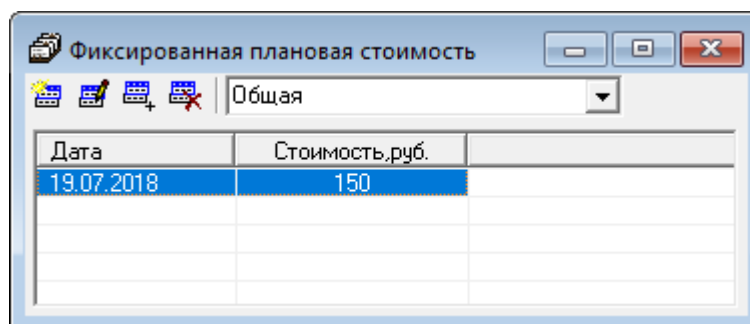 Фиксированная плановая стоимость
Общая
Дата Стоимость,руб.
19.07.2018 150